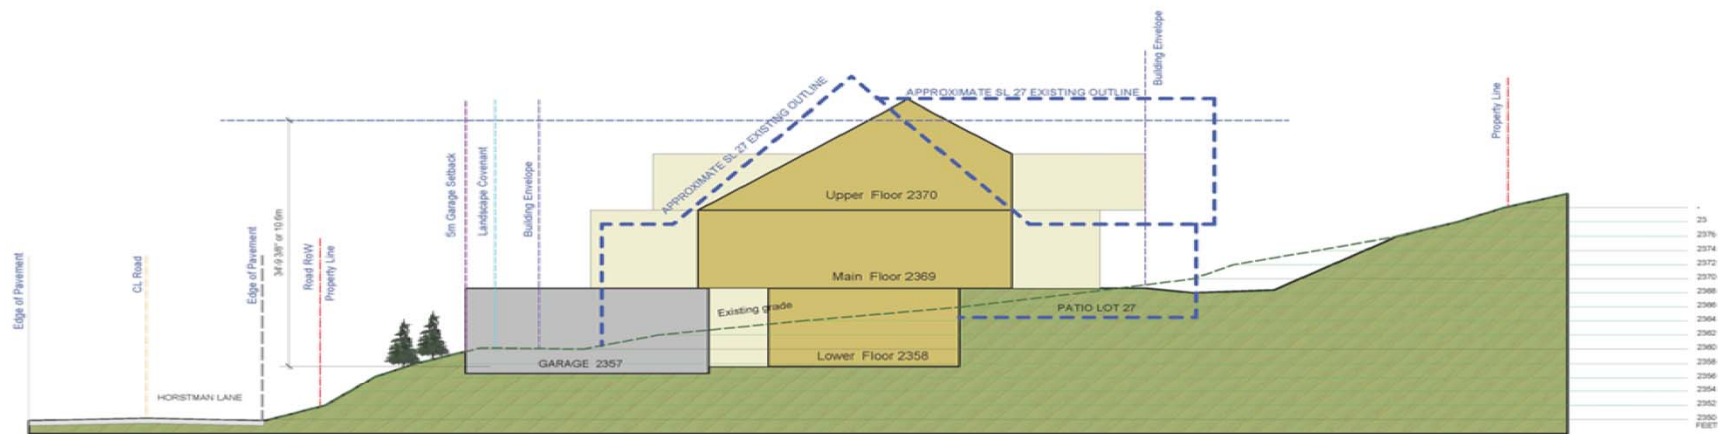 Edge of Pavement
CL Road
Edge of Pavement
Road RoW
Property Line
5m Garage Setback
Landscape Covenant
Building Envelope
APPROXIMATE SL 27 EXISTING OUTLINE
APPROXIMATE SL 27 EXISTING OUTLINE
Building Envelope
Property Line
34'-9 3/8" or 10.6m
Upper Floor 2370
Main Floor 2369
Existing grade
PATIO LOT 27
GARAGE 2357
Lower Floor 2358
HORSTMAN LANE
2376
2374
2372
2370
2368
2366
2364
2362
2360
2358
2356
2354
2352
2350
FEET